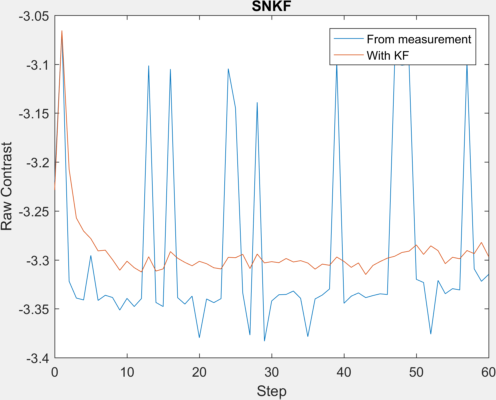 SNKF
-3.05
-3.1
-3.15
-3.2
-3.25
-3.3
-3.35
-3.4
Raw Contrast
From measurement
With KF
0 10 20 30 40 50 60
Step